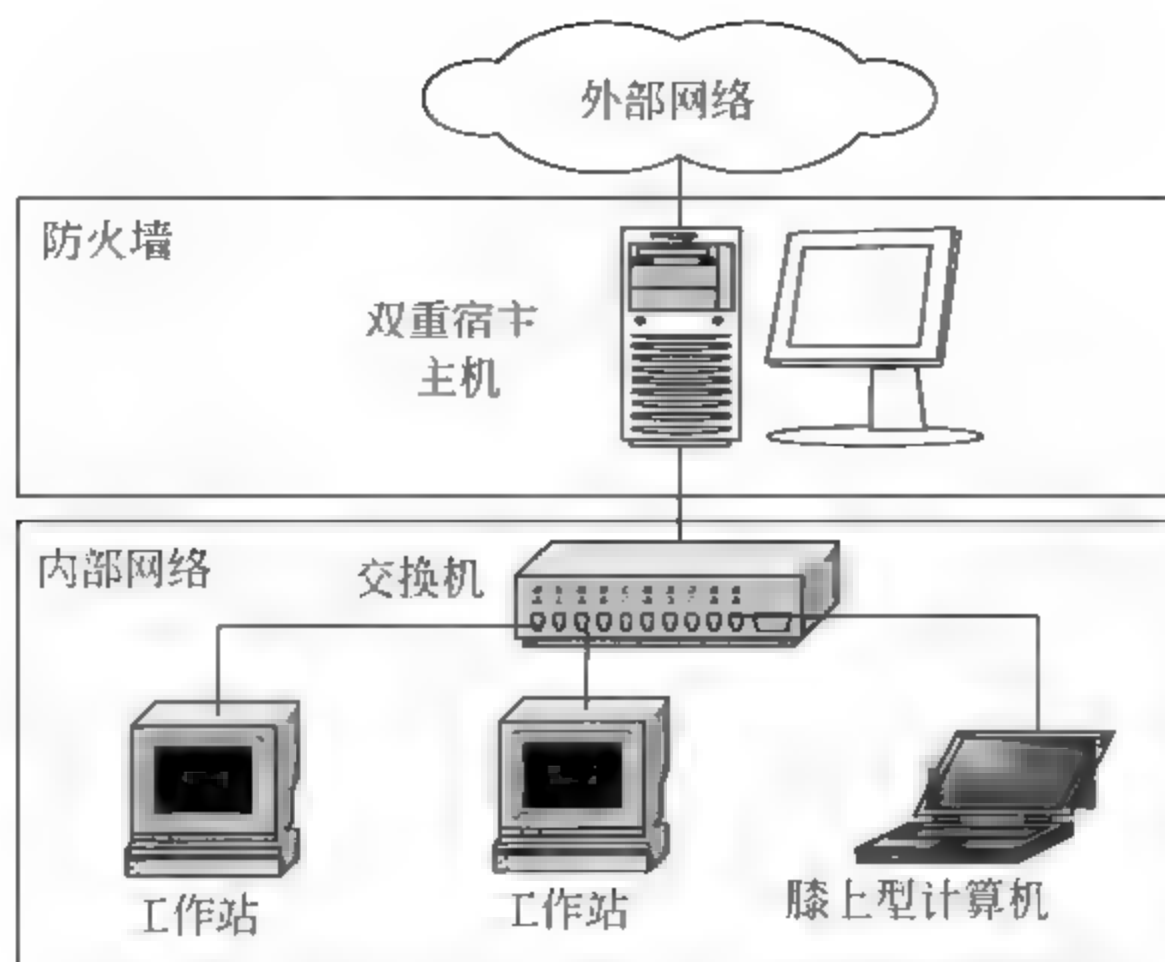 外部网络
防火墙
双重宿主
主机
内部网络
交换机
工作站
工作站
膝上型计算机